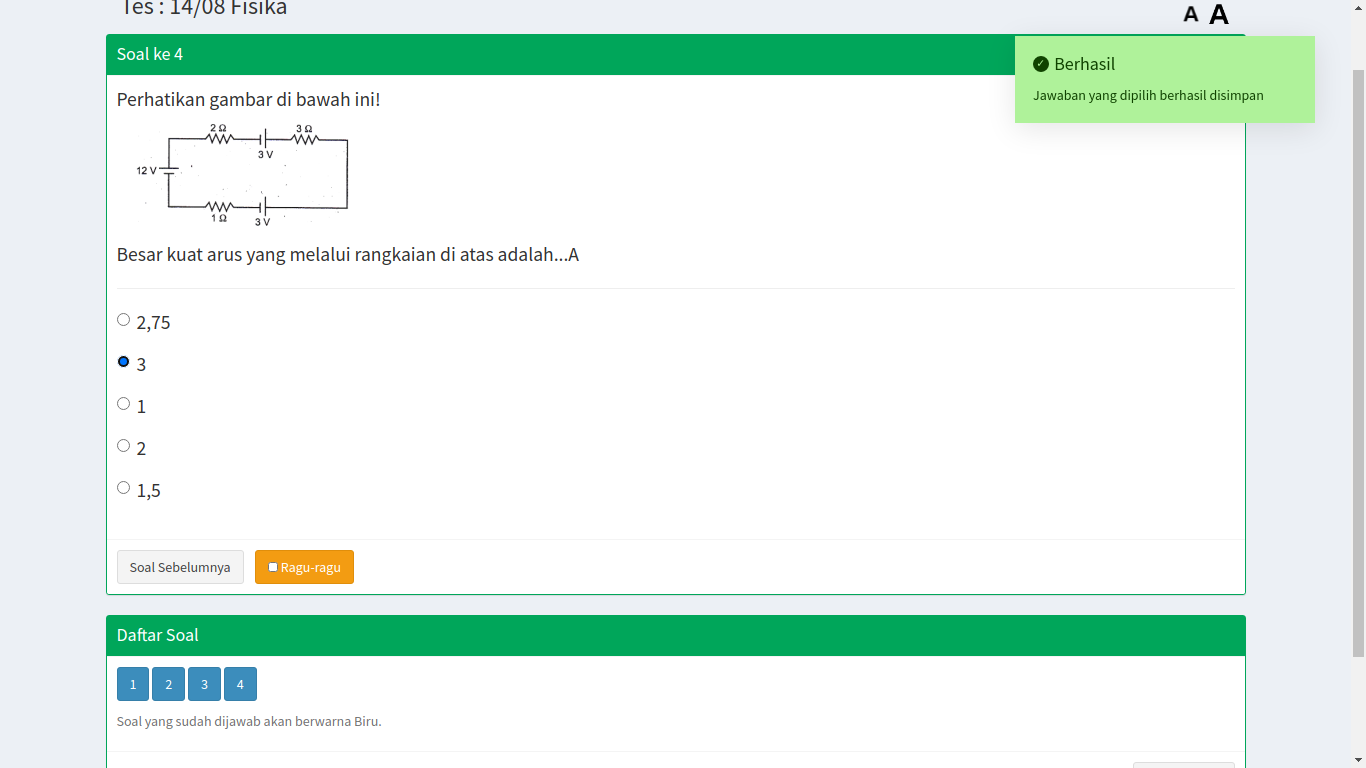 Tes : 14/08 Fisika
A A
Soal ke 4
Berhasil
Jawaban yang dipilih berhasil disimpan
Perhatikan gambar di bawah ini!
2 Ω
3 Ω
3 V
12 V
1 Ω
3 V
Besar kuat arus yang melalui rangkaian di atas adalah...A
2,75
3
1
2
1,5
Soal Sebelumnya
Ragu-ragu
Daftar Soal
1 2 3 4
Soal yang sudah dijawab akan berwarna Biru.